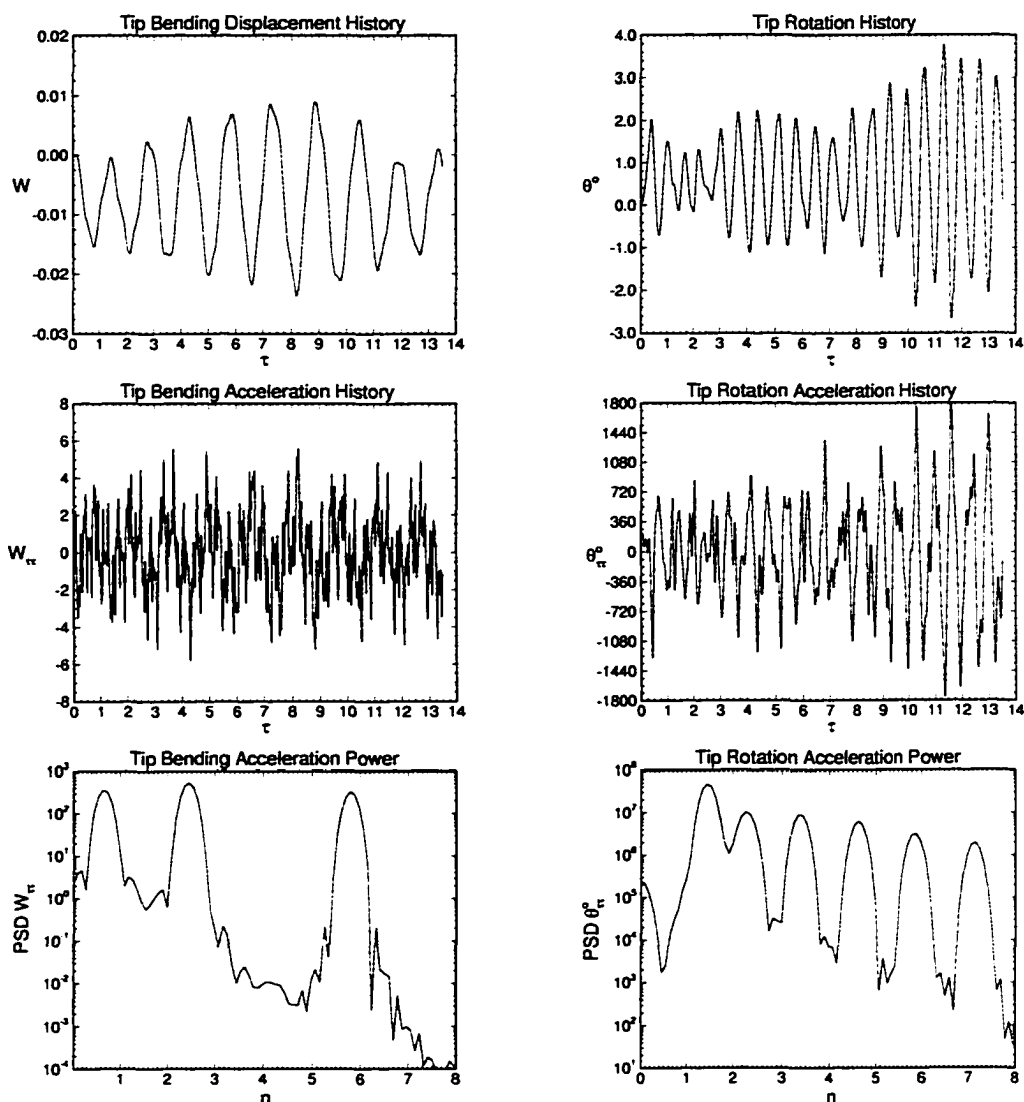 Tip Bending Displacement History
0.02
0.01
0.00
-0.01
-0.02
-0.03
W
0 1 2 3 4 5 6 7 8 9 10 11 12 13 14
τ
Tip Rotation History
4.0
3.0
2.0
1.0
0.0
-1.0
-2.0
-3.0
θ°
0 1 2 3 4 5 6 7 8 9 10 11 12 13 14
τ
Tip Bending Acceleration History
8
6
4
2
0
-2
-4
-6
-8
W_ττ
0 1 2 3 4 5 6 7 8 9 10 11 12 13 14
τ
Tip Rotation Acceleration History
1800
1440
1080
720
360
0
-360
-720
-1080
-1440
-1800
θ°_ττ
0 1 2 3 4 5 6 7 8 9 10 11 12 13 14
τ
Tip Bending Acceleration Power
10³
10²
10¹
10⁰
10⁻¹
10⁻²
10⁻³
10⁻⁴
PSD W_ττ
1 2 3 4 5 6 7 8
n
Tip Rotation Acceleration Power
10⁸
10⁷
10⁶
10⁵
10⁴
10³
10²
10¹
PSD θ°_ττ
0 1 2 3 4 5 6 7 8
n